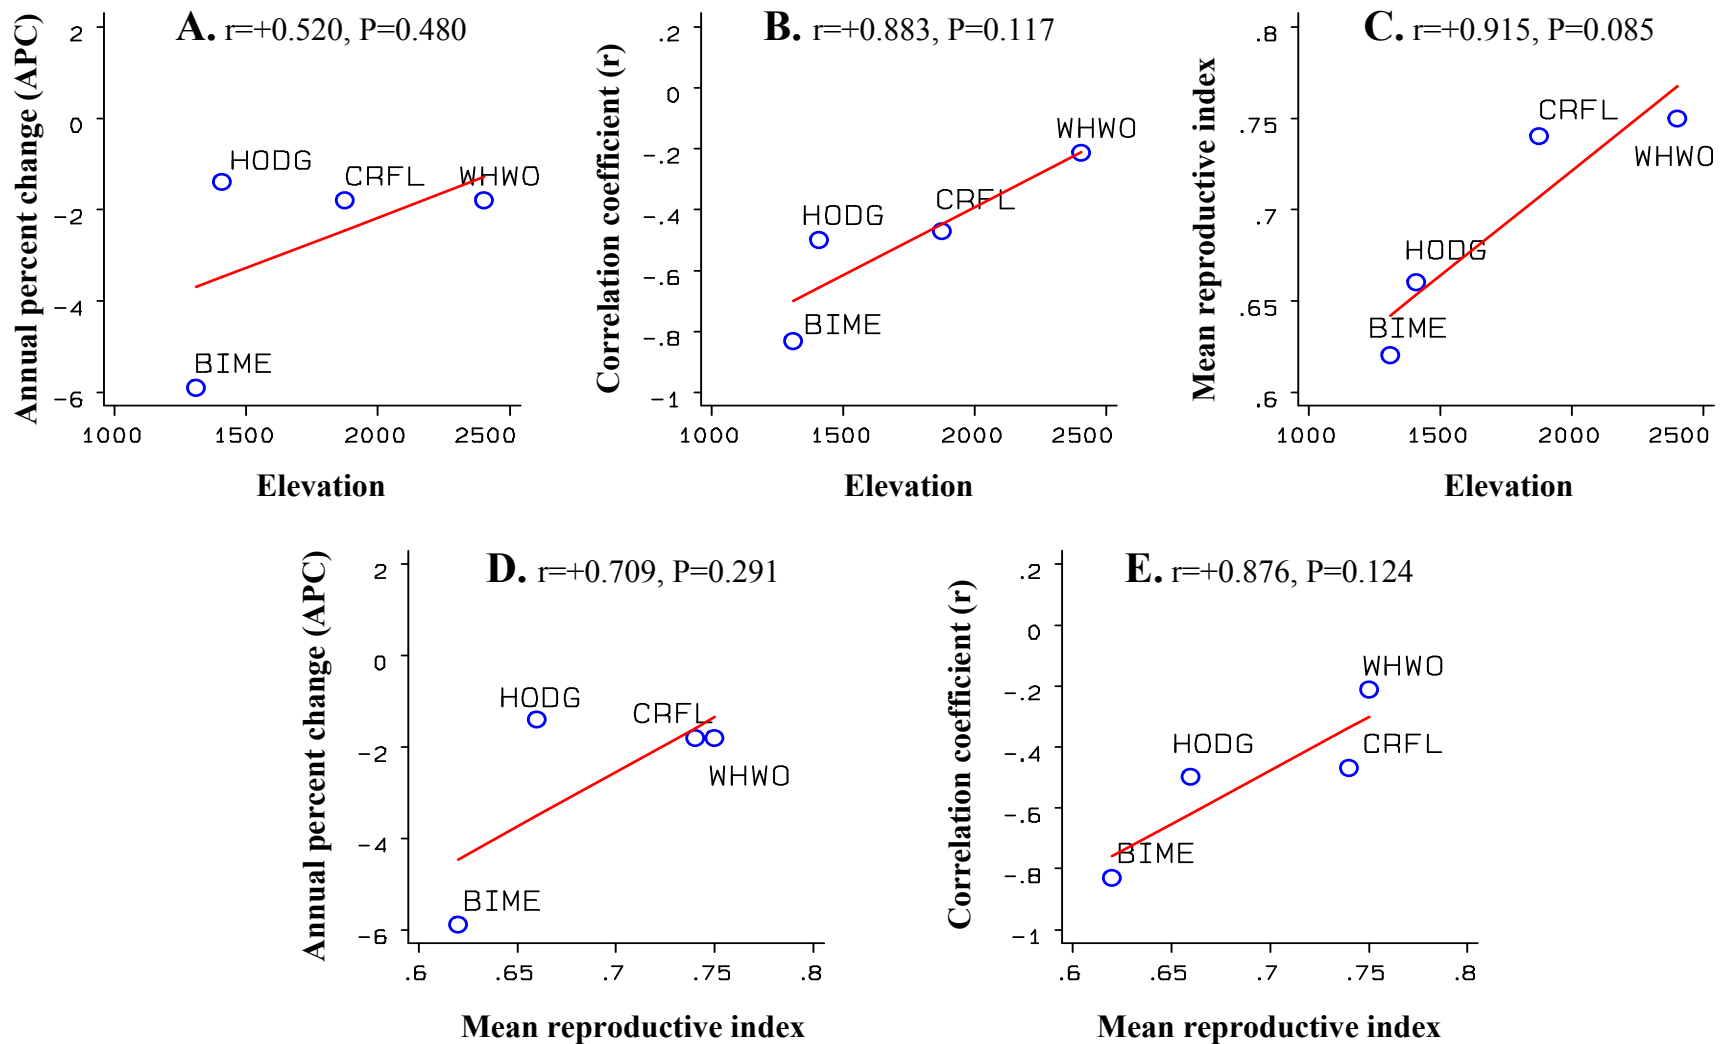 A. r=+0.520, P=0.480
Annual percent change (APC)
2
0
-2
-4
-6
HODG
CRFL
WHWO
BIME
1000 1500 2000 2500
Elevation
B. r=+0.883, P=0.117
Correlation coefficient (r)
.2
0
-.2
-.4
-.6
-.8
-1
WHWO
CRFL
HODG
BIME
1000 1500 2000 2500
Elevation
C. r=+0.915, P=0.085
Mean reproductive index
.8
.75
.7
.65
.6
CRFL
WHWO
HODG
BIME
1000 1500 2000 2500
Elevation
D. r=+0.709, P=0.291
Annual percent change (APC)
2
0
-2
-4
-6
HODG
CRFL
WHWO
BIME
.6 .65 .7 .75 .8
Mean reproductive index
E. r=+0.876, P=0.124
Correlation coefficient (r)
.2
0
-.2
-.4
-.6
-.8
-1
WHWO
HODG
CRFL
BIME
.6 .65 .7 .75 .8
Mean reproductive index